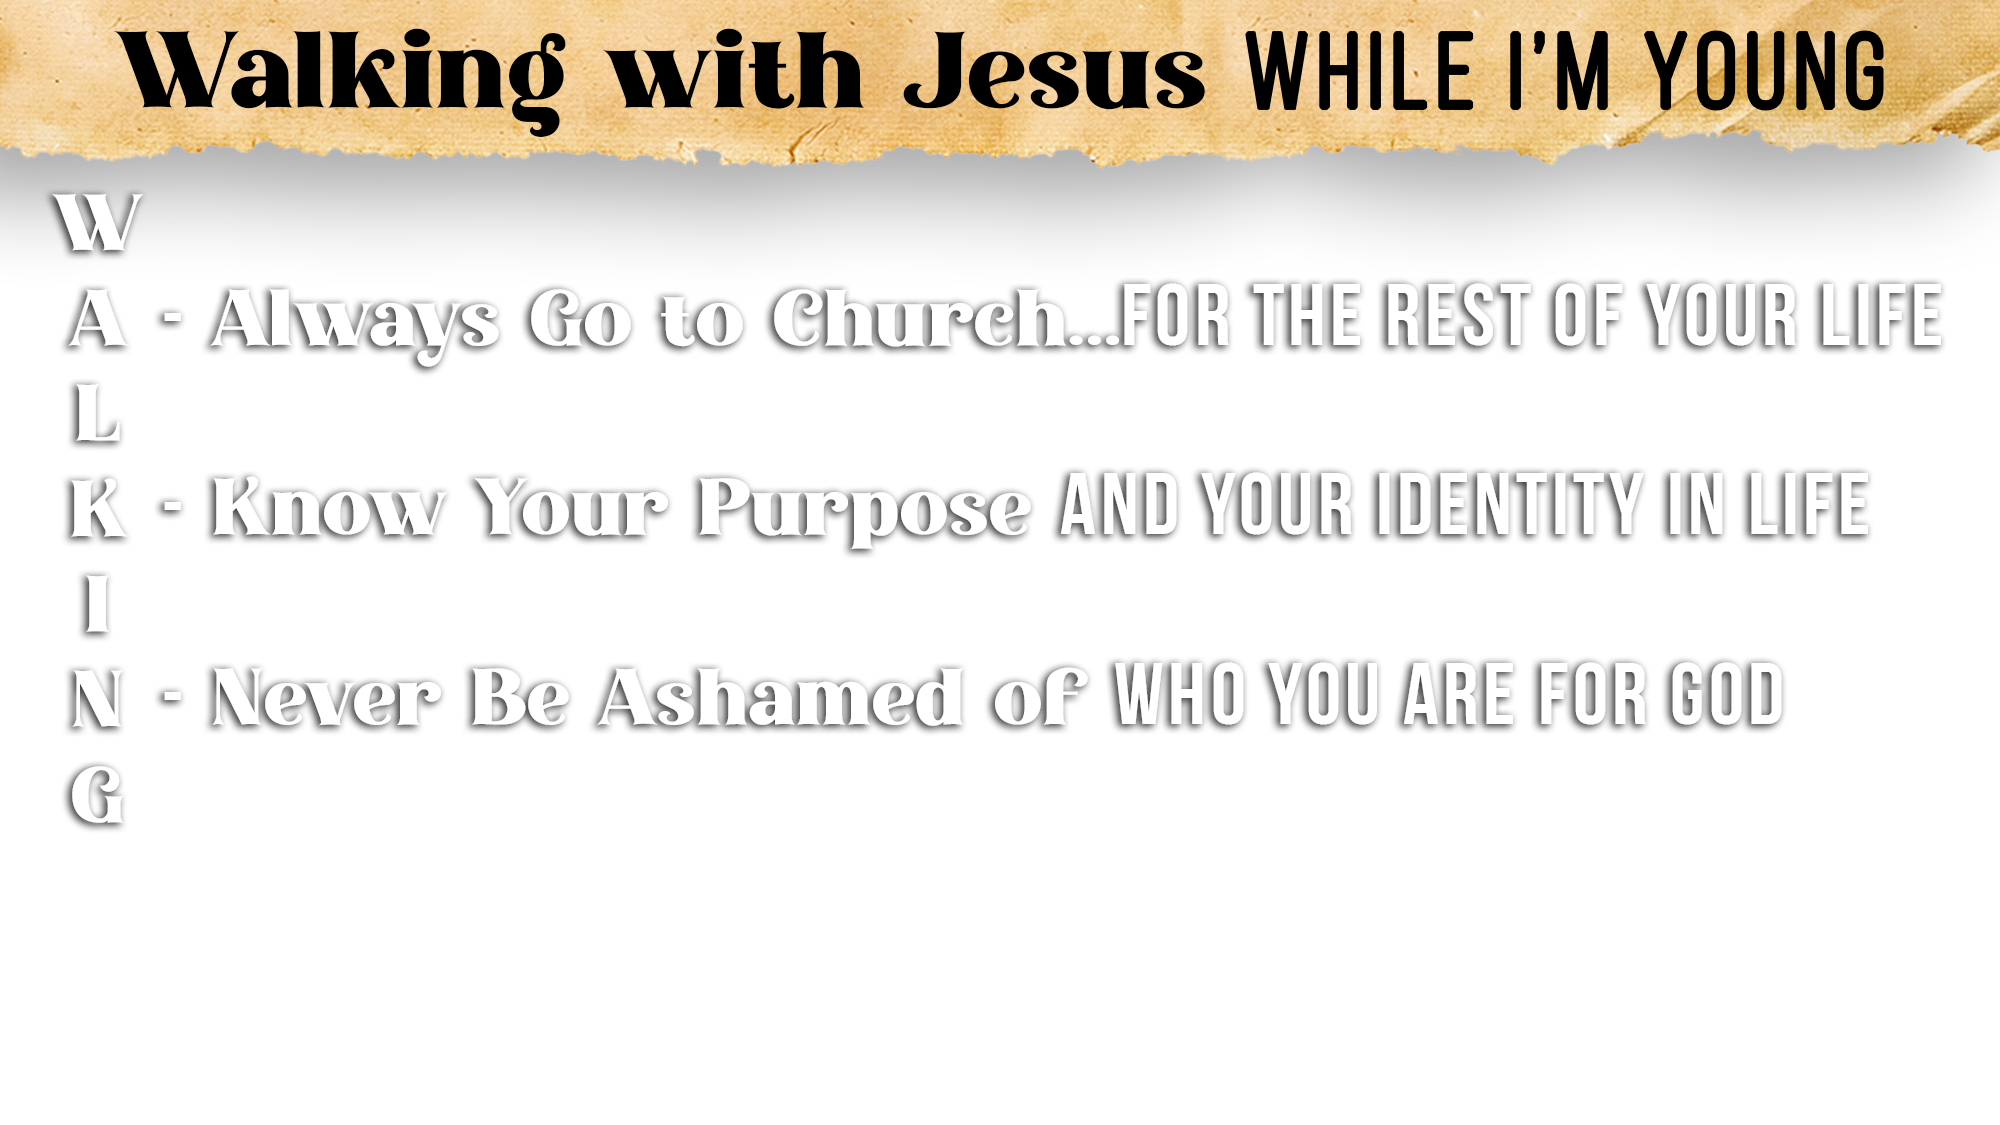 Walking with Jesus WHILE I'M YOUNG
W
A - Always Go to Church...FOR THE REST OF YOUR LIFE
L
K - Know Your Purpose AND YOUR IDENTITY IN LIFE
I
N - Never Be Ashamed of WHO YOU ARE FOR GOD
G